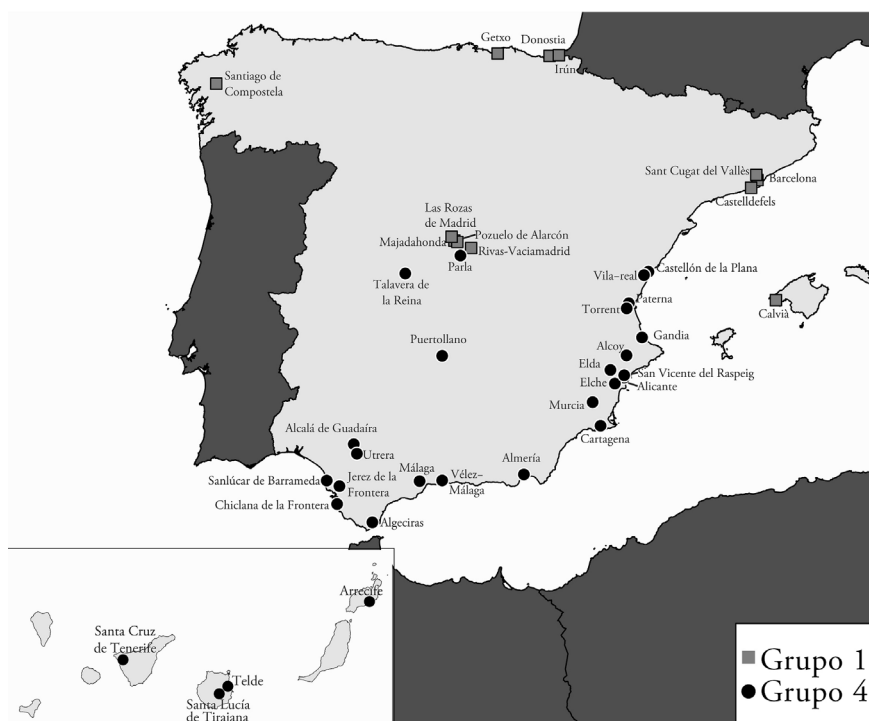 Getxo
Donostia
Irún
Santiago de
Compostela
Sant Cugat del Vallès
Barcelona
Castelldefels
Las Rozas
de Madrid
Pozuelo de Alarcón
Majadahonda
Rivas-Vaciamadrid
Parla
Talavera de
la Reina
Castellón de la Plana
Vila-real
Paterna
Torrent
Calvià
Gandia
Puertollano
Alcoy
Elda
San Vicente del Raspeig
Elche
Alicante
Murcia
Cartagena
Alcalá de Guadaíra
Utrera
Almería
Málaga
Vélez-
Málaga
Sanlúcar de Barrameda
Jerez de la
Frontera
Chiclana de la Frontera
Algeciras
Arrecife
Santa Cruz
de Tenerife
Telde
Santa Lucía
de Tirajana
Grupo 1
Grupo 4